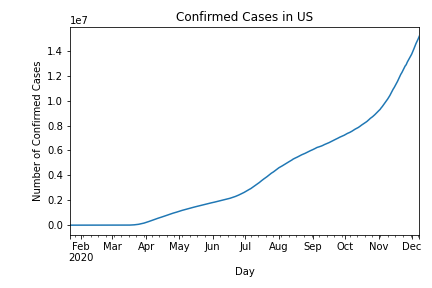 Confirmed Cases in US
1e7
Number of Confirmed Cases
1.4
1.2
1.0
0.8
0.6
0.4
0.2
0.0
Feb Mar Apr May Jun Jul Aug Sep Oct Nov Dec
2020
Day